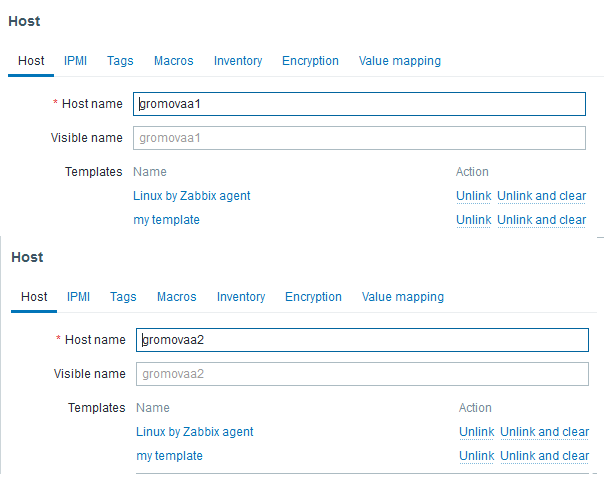 Host
Host IPMI Tags Macros Inventory Encryption Value mapping
* Host name gromovaa1
Visible name gromovaa1
Templates Name Action
Linux by Zabbix agent Unlink Unlink and clear
my template Unlink Unlink and clear
Host
Host IPMI Tags Macros Inventory Encryption Value mapping
* Host name gromovaa2
Visible name gromovaa2
Templates Name Action
Linux by Zabbix agent Unlink Unlink and clear
my template Unlink Unlink and clear